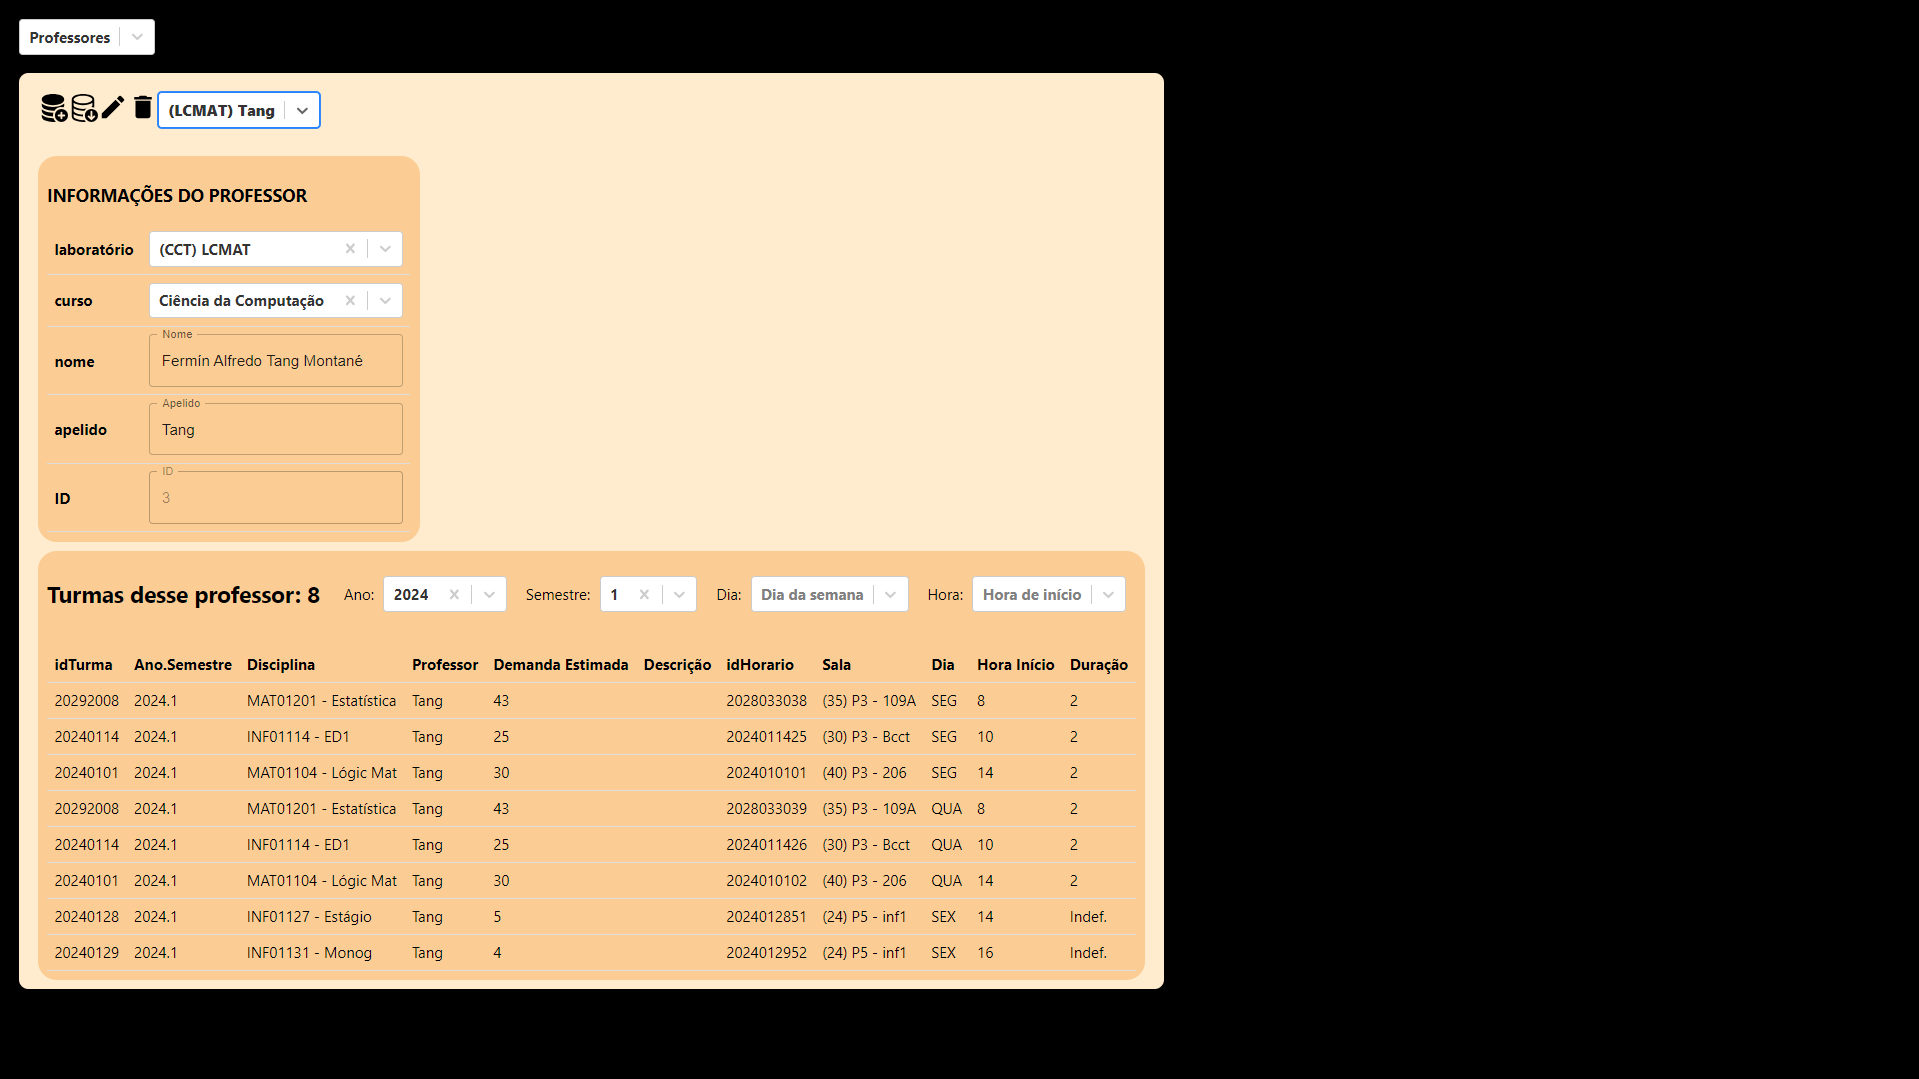 Professores
(LCMAT) Tang
INFORMAÇÕES DO PROFESSOR
laboratório (CCT) LCMAT
curso Ciência da Computação
Nome
nome Fermín Alfredo Tang Montané
Apelido
apelido Tang
ID
ID 3
Turmas desse professor: 8 Ano: 2024 Semestre: 1 Dia: Dia da semana Hora: Hora de início
idTurma Ano.Semestre Disciplina Professor Demanda Estimada Descrição idHorario Sala Dia Hora Início Duração
20292008 2024.1 MAT01201 - Estatística Tang 43 2028033038 (35) P3 - 109A SEG 8 2
20240114 2024.1 INF01114 - ED1 Tang 25 2024011425 (30) P3 - Bcct SEG 10 2
20240101 2024.1 MAT01104 - Lógic Mat Tang 30 2024010101 (40) P3 - 206 SEG 14 2
20292008 2024.1 MAT01201 - Estatística Tang 43 2028033039 (35) P3 - 109A QUA 8 2
20240114 2024.1 INF01114 - ED1 Tang 25 2024011426 (30) P3 - Bcct QUA 10 2
20240101 2024.1 MAT01104 - Lógic Mat Tang 30 2024010102 (40) P3 - 206 QUA 14 2
20240128 2024.1 INF01127 - Estágio Tang 5 2024012851 (24) P5 - inf1 SEX 14 Indef.
20240129 2024.1 INF01131 - Monog Tang 4 2024012952 (24) P5 - inf1 SEX 16 Indef.